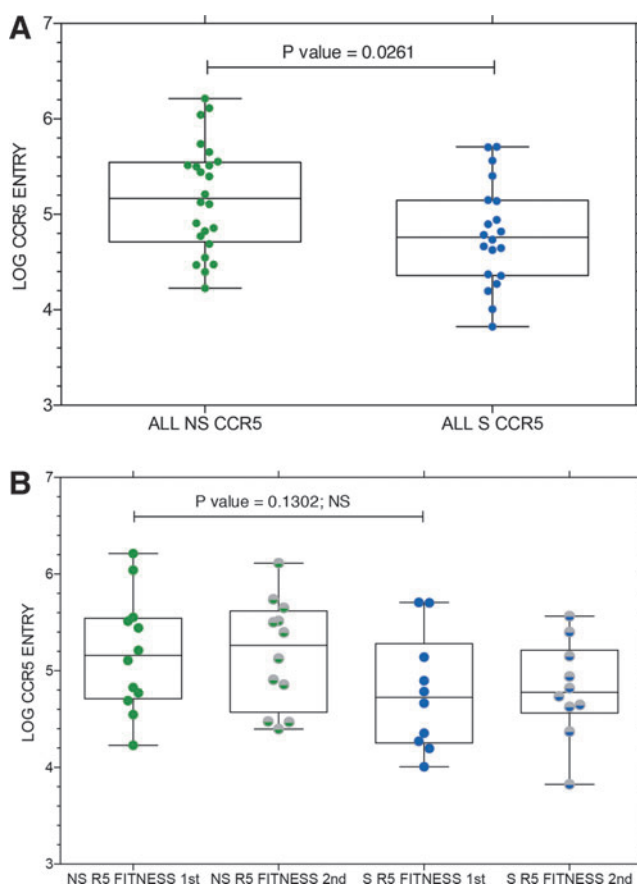 A
7
P value = 0.0261
6
LOG CCR5 ENTRY
5
4
3
ALL NS CCR5 ALL S CCR5
B
7
P value = 0.1302; NS
6
LOG CCR5 ENTRY
5
4
3
NS R5 FITNESS 1st NS R5 FITNESS 2nd S R5 FITNESS 1st S R5 FITNESS 2nd